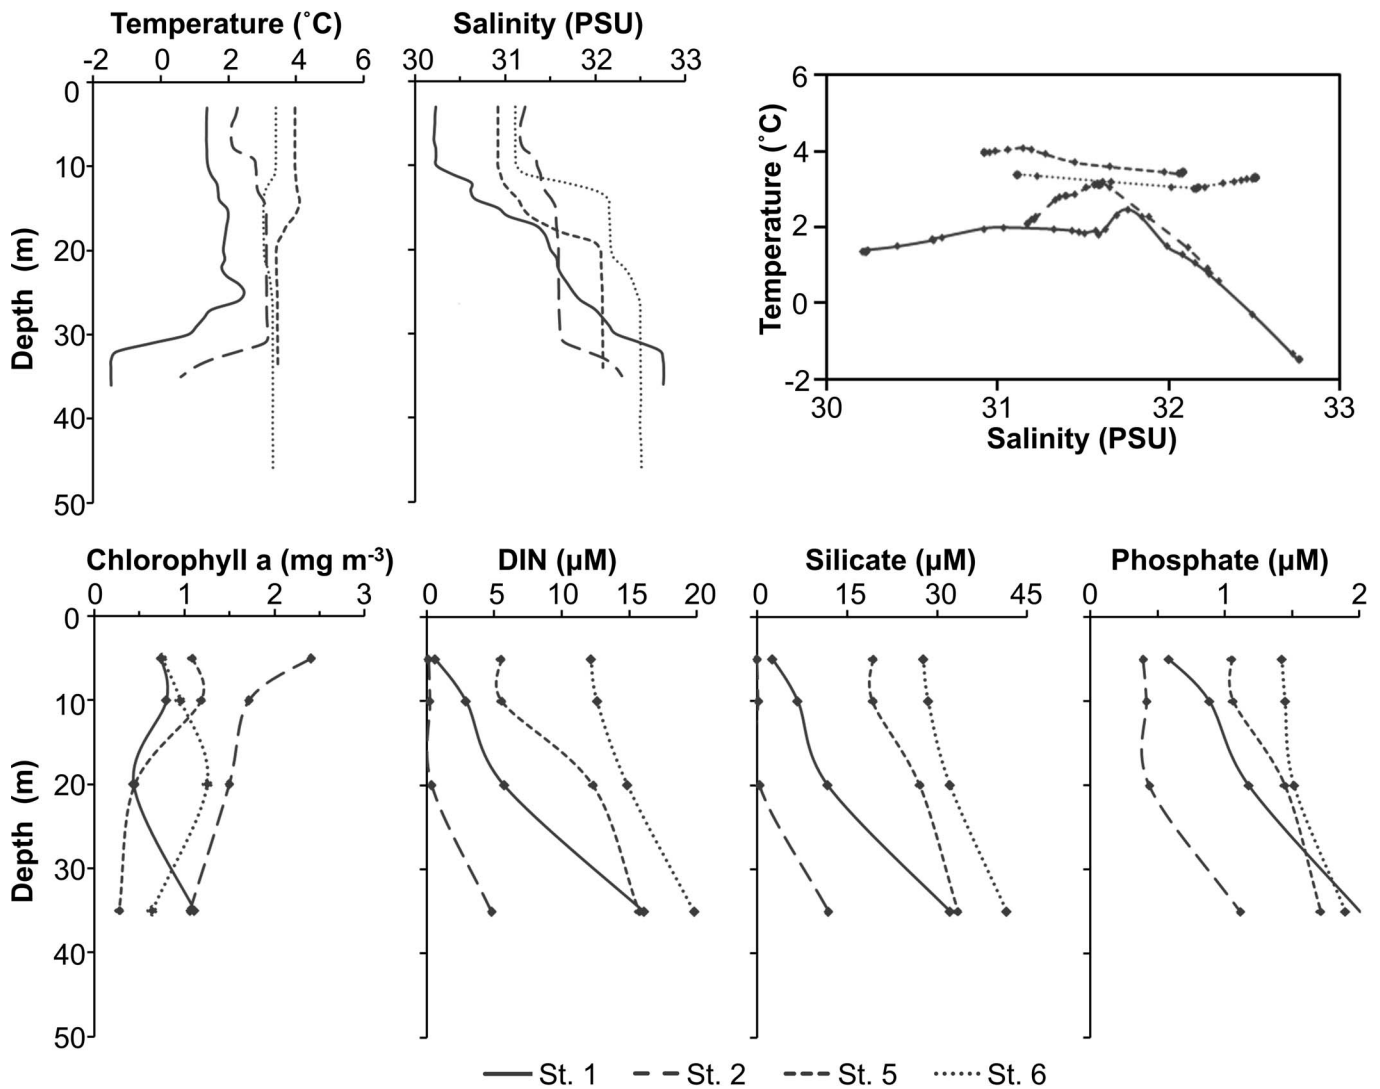 Temperature (˚C)
-2 0 2 4 6
Salinity (PSU)
30 31 32 33
0
10
20
30
40
50
Depth (m)
6
4
2
0
-2
Temperature (˚C)
30 31 32 33
Salinity (PSU)
Chlorophyll a (mg m-3)
0 1 2 3
DIN (µM)
0 5 10 15 20
Silicate (µM)
0 15 30 45
Phosphate (µM)
0 1 2
0
10
20
30
40
50
Depth (m)
St. 1 St. 2 St. 5 St. 6